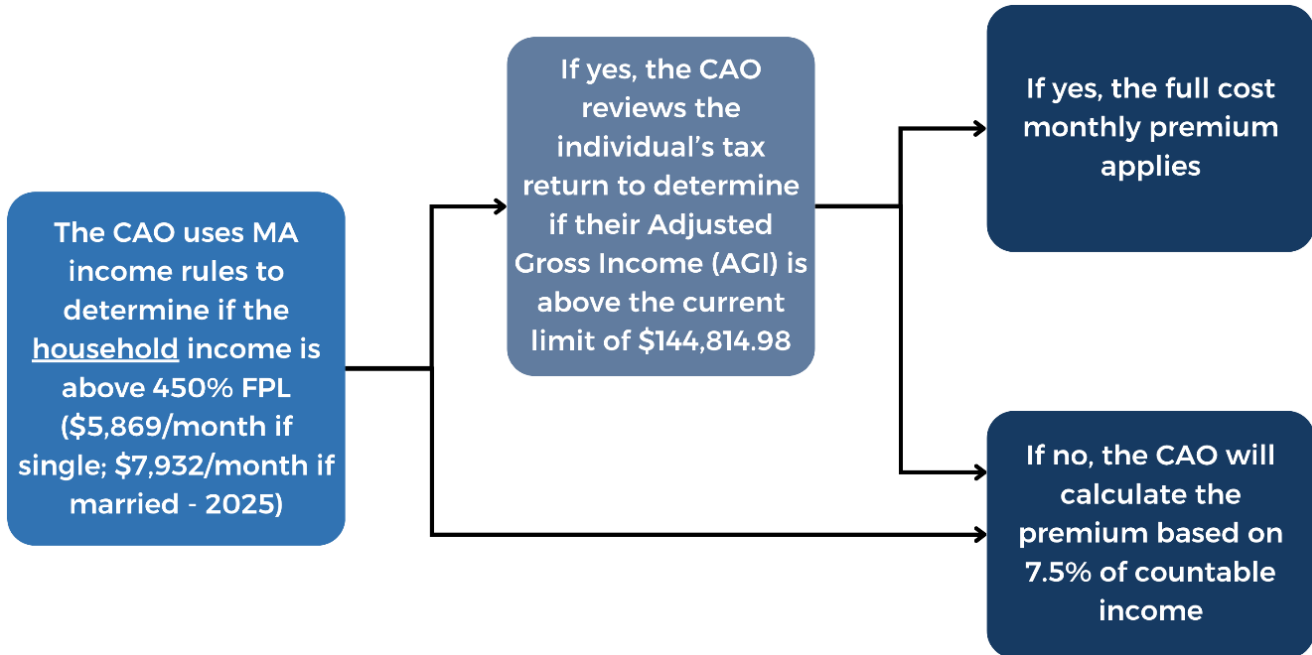 The CAO uses MA
income rules to
determine if the
household income is
above 450% FPL
($5,869/month if
single; $7,932/month if
married - 2025)
If yes, the CAO
reviews the
individual’s tax
return to determine
if their Adjusted
Gross Income (AGI) is
above the current
limit of $144,814.98
If yes, the full cost
monthly premium
applies
If no, the CAO will
calculate the
premium based on
7.5% of countable
income